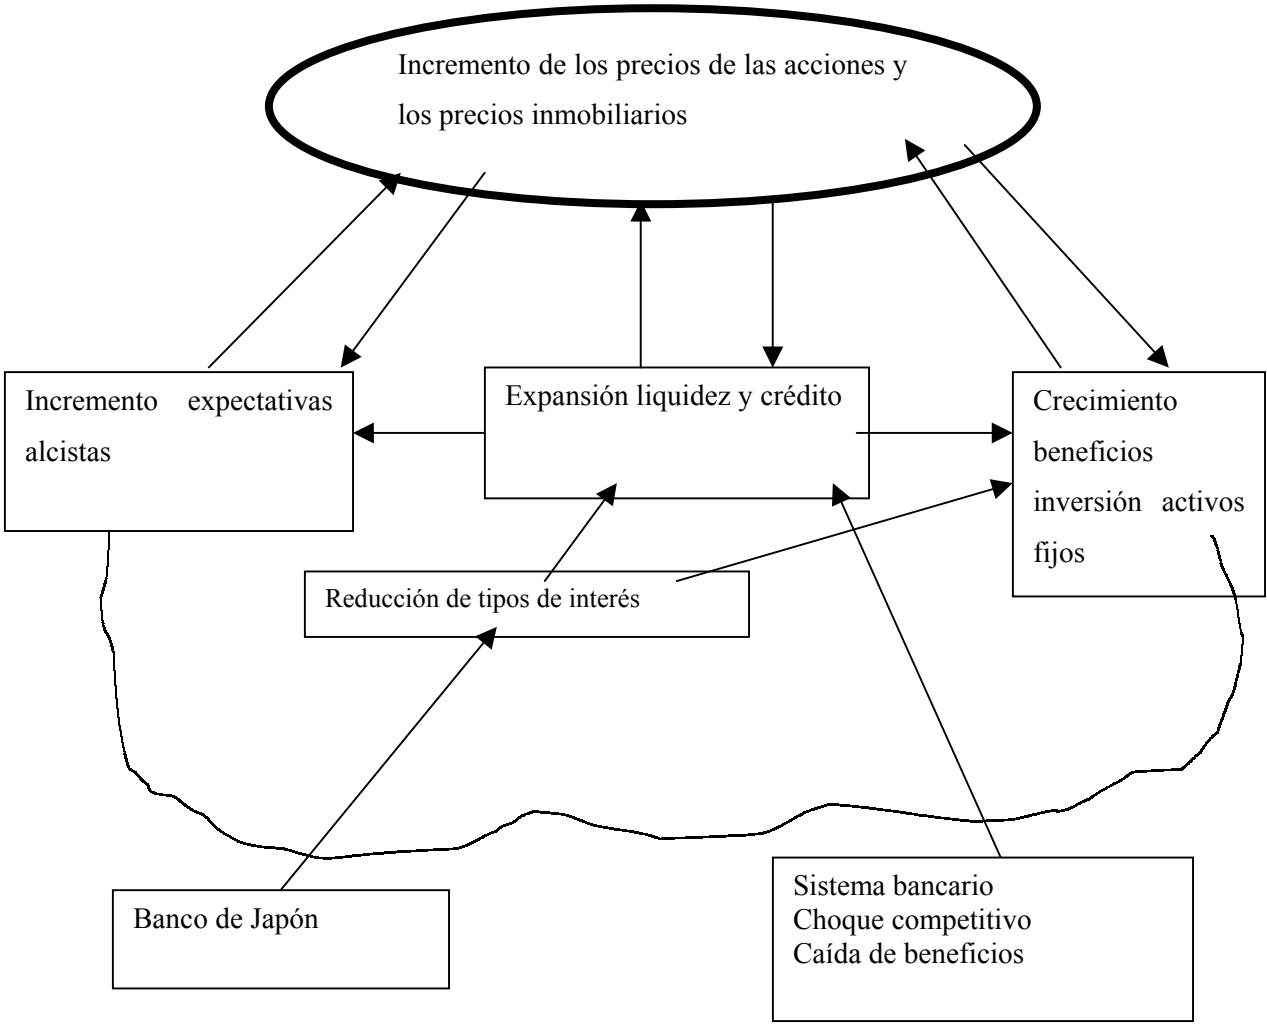 Incremento de los precios de las acciones y
los precios inmobiliarios
Incremento expectativas
alcistas
Expansión liquidez y crédito
Crecimiento
beneficios
inversión activos
fijos
Reducción de tipos de interés
Banco de Japón
Sistema bancario
Choque competitivo
Caída de beneficios